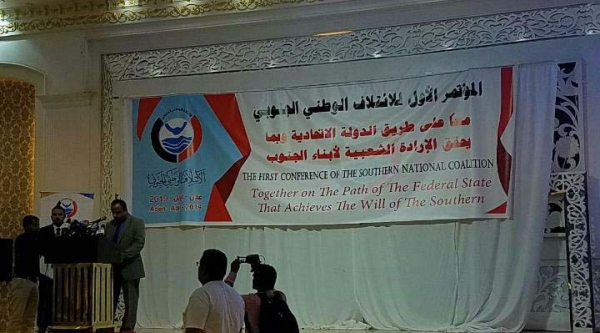 المؤتمر الأول للائتلاف الوطني الجنوبي
معا على طريق الدولة الاتحادية وبما
يحقق الإرادة الشعبية لأبناء الجنوب
THE FIRST CONFERENCE OF THE SOUTHERN NATIONAL COALITION
Together on The Path of The Federal State
That Achieves The Will of The Southern